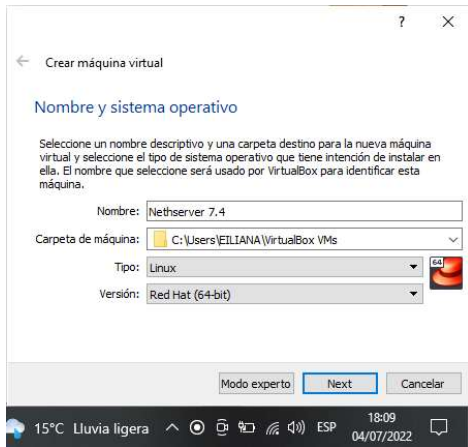 ?
Crear máquina virtual
Nombre y sistema operativo
Seleccione un nombre descriptivo y una carpeta destino para la nueva máquina
virtual y seleccione el tipo de sistema operativo que tiene intención de instalar en
ella. El nombre que seleccione será usado por VirtualBox para identificar esta
máquina.
Nombre: Nethserver 7.4
Carpeta de máquina: C:\Users\EILIANA\VirtualBox VMs
Tipo: Linux
64
Versión: Red Hat (64-bit)
Modo experto Next Cancelar
15°C Lluvia ligera ESP 18:09
04/07/2022